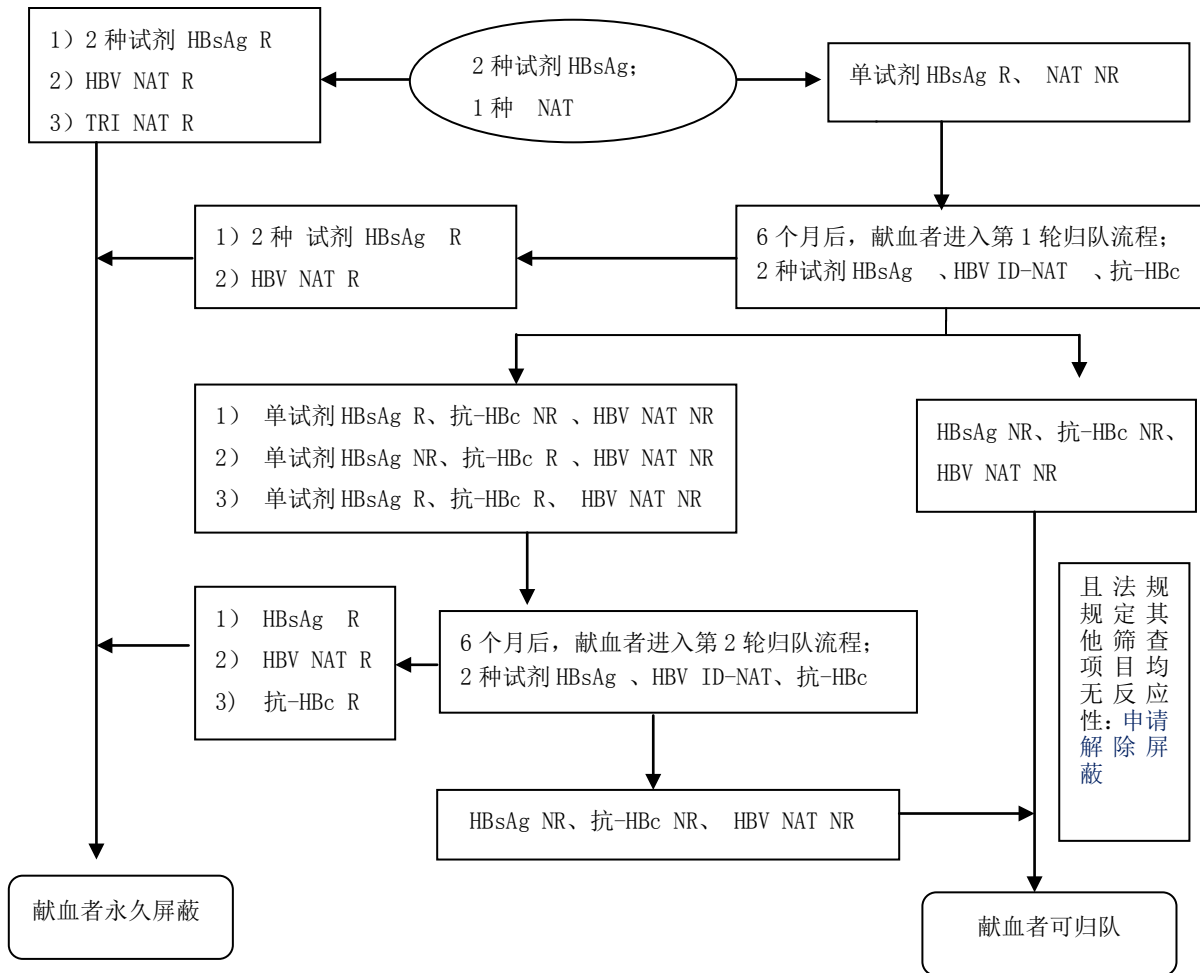 1）2 种试剂 HBsAg R
2）HBV NAT R
3）TRI NAT R
2 种试剂 HBsAg；
1 种 NAT
单试剂 HBsAg R、 NAT NR
1）2 种 试剂 HBsAg R
2）HBV NAT R
6 个月后，献血者进入第 1 轮归队流程；
2 种试剂 HBsAg 、HBV ID-NAT 、抗-HBc
1） 单试剂 HBsAg R、抗-HBc NR 、HBV NAT NR
2） 单试剂 HBsAg NR、抗-HBc R 、HBV NAT NR
3） 单试剂 HBsAg R、抗-HBc R、 HBV NAT NR
HBsAg NR、抗-HBc NR、
HBV NAT NR
1） HBsAg R
2） HBV NAT R
3） 抗-HBc R
6 个月后，献血者进入第 2 轮归队流程；
2 种试剂 HBsAg 、HBV ID-NAT、抗-HBc
且法规
规定其
他筛查
项目均
无反应
性：申请
解除屏
蔽
HBsAg NR、抗-HBc NR、 HBV NAT NR
献血者永久屏蔽
献血者可归队